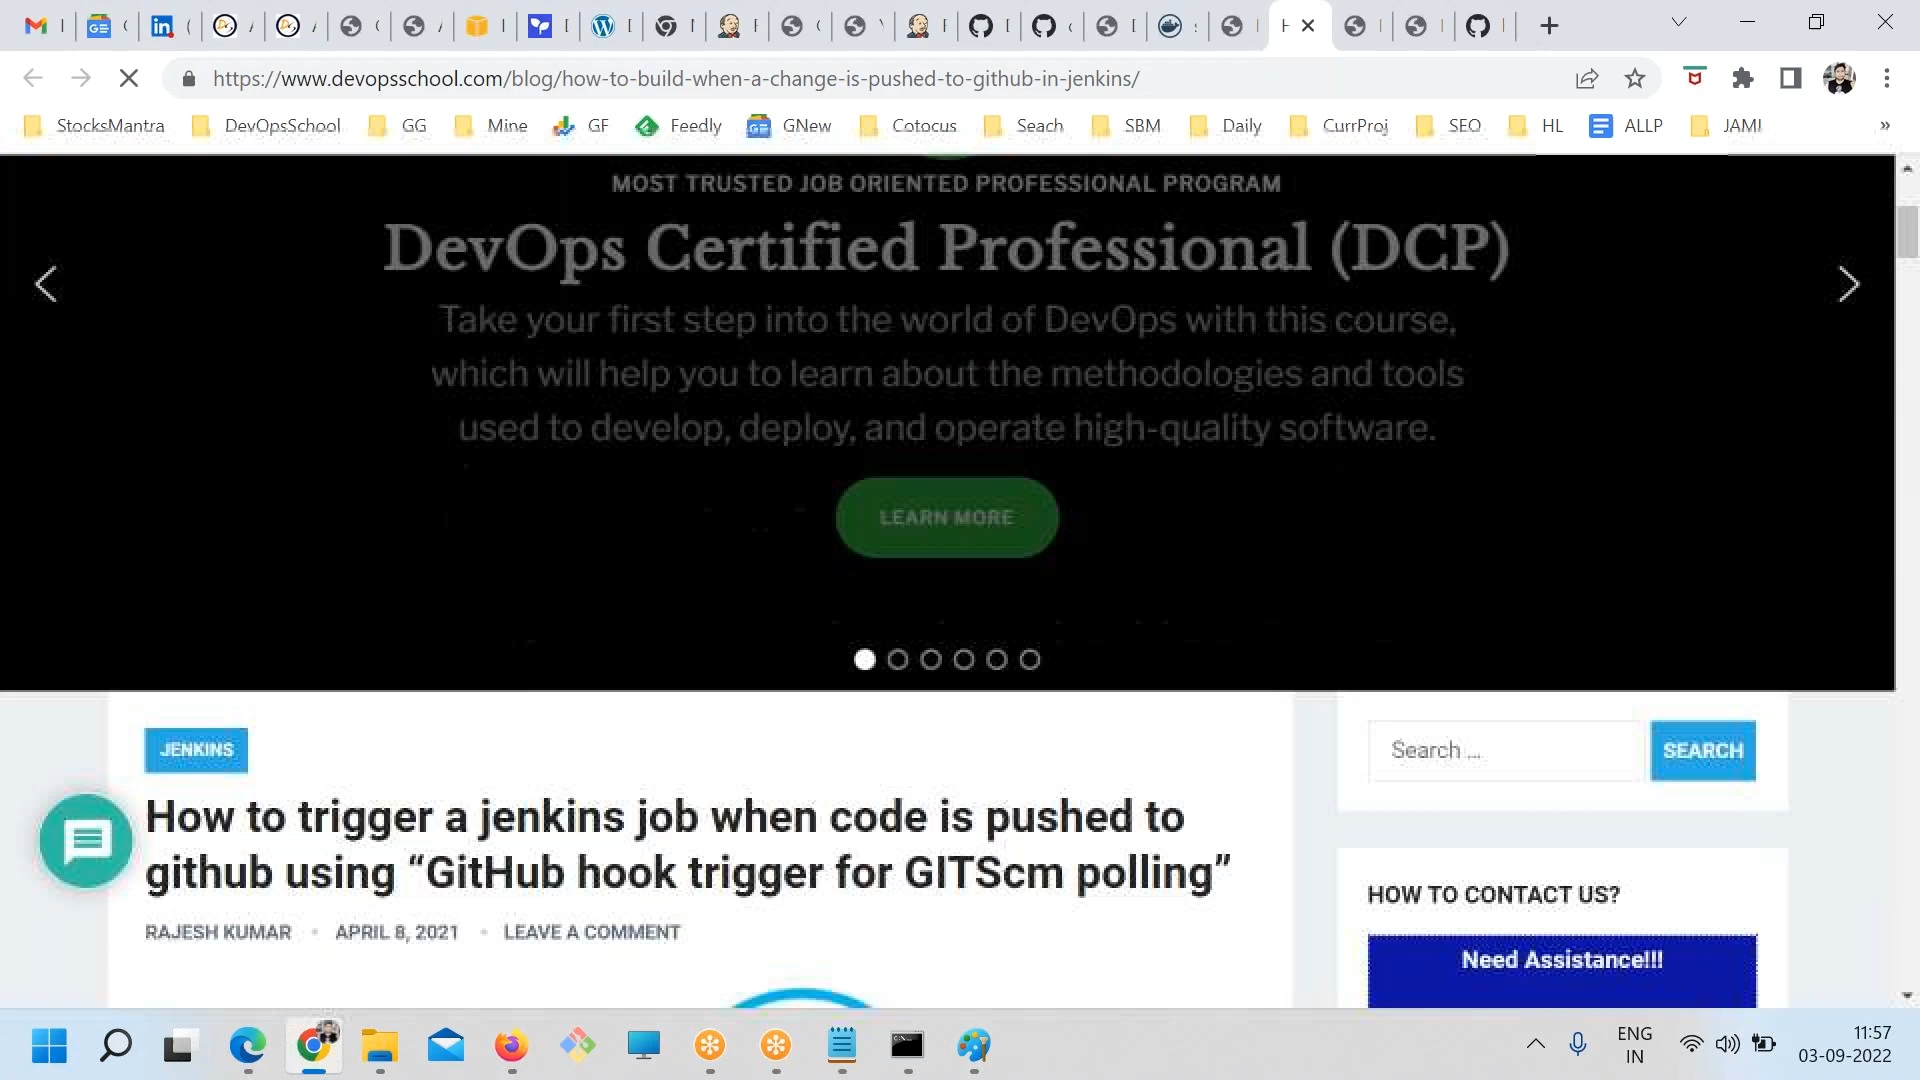 https://www.devopsschool.com/blog/how-to-build-when-a-change-is-pushed-to-github-in-jenkins/
StocksMantra DevOpsSchool GG Mine GF Feedly GNew Cotocus Seach SBM Daily CurrProj SEO HL ALLP JAMI »
MOST TRUSTED JOB ORIENTED PROFESSIONAL PROGRAM
DevOps Certified Professional (DCP)
Take your first step into the world of DevOps with this course,
which will help you to learn about the methodologies and tools
used to develop, deploy, and operate high-quality software.
LEARN MORE
JENKINS
Search ...
SEARCH
How to trigger a jenkins job when code is pushed to
github using “GitHub hook trigger for GITScm polling”
RAJESH KUMAR • APRIL 8, 2021 • LEAVE A COMMENT
HOW TO CONTACT US?
Need Assistance!!!
ENG
IN
11:57
03-09-2022